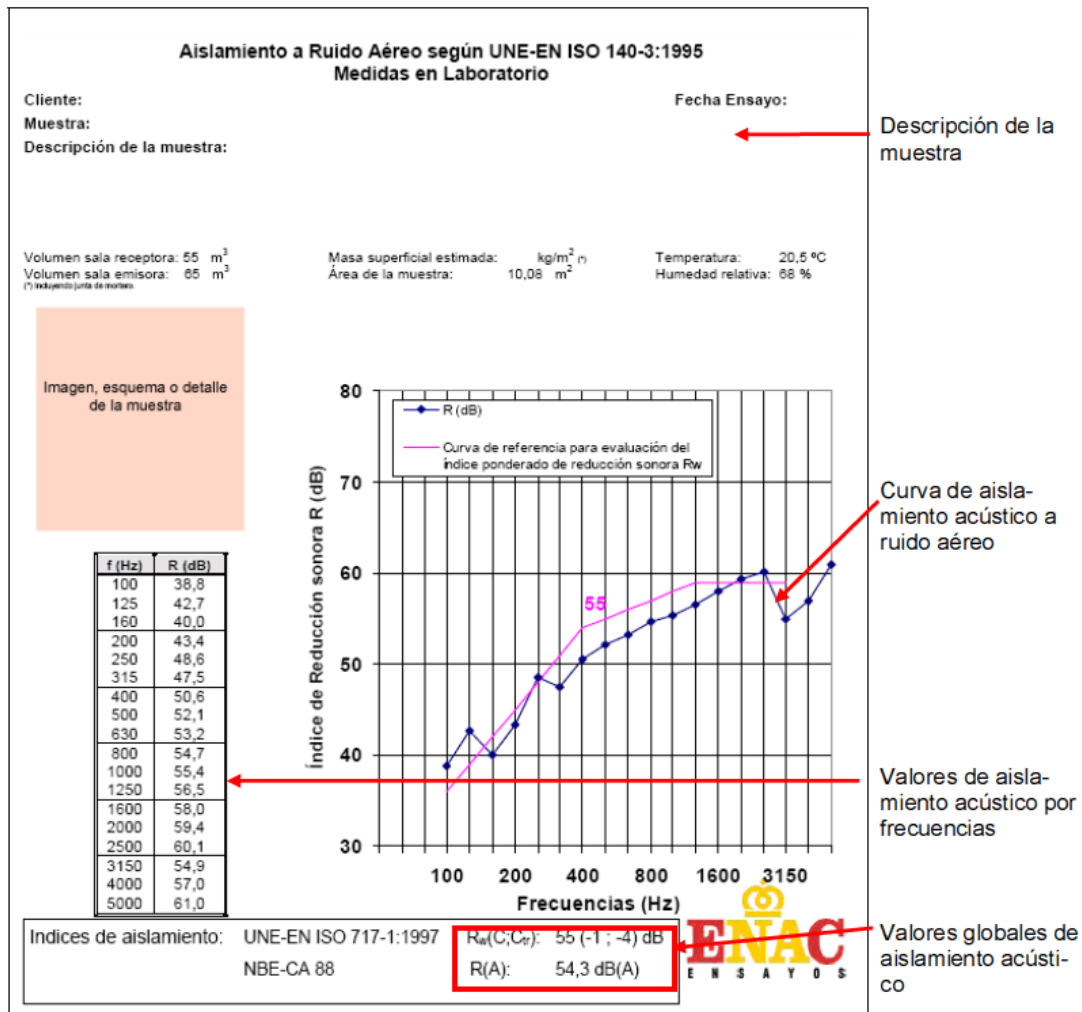 Aislamiento a Ruido Aéreo según UNE-EN ISO 140-3:1995
Medidas en Laboratorio
Cliente:
Fecha Ensayo:
Muestra:
Descripción de la muestra:
Descripción de la
muestra
Volumen sala receptora: 55 m³
Volumen sala emisora: 65 m³
(*) Incluyendo junta de mortero.
Masa superficial estimada: kg/m² (*)
Área de la muestra: 10,08 m²
Temperatura: 20,5 ºC
Humedad relativa: 68 %
Imagen, esquema o detalle
de la muestra
f (Hz) R (dB)
100 38,8
125 42,7
160 40,0
200 43,4
250 48,6
315 47,5
400 50,6
500 52,1
630 53,2
800 54,7
1000 55,4
1250 56,5
1600 58,0
2000 59,4
2500 60,1
3150 54,9
4000 57,0
5000 61,0
Índice de Reducción sonora R (dB)
80
70
60
50
40
30
R (dB)
Curva de referencia para evaluación del
índice ponderado de reducción sonora Rw
55
100 200 400 800 1600 3150
Frecuencias (Hz)
Curva de aisla-
miento acústico a
ruido aéreo
Valores de aisla-
miento acústico por
frecuencias
Indices de aislamiento: UNE-EN ISO 717-1:1997 Rw(C;Ctr): 55 (-1 ; -4) dB
NBE-CA 88 R(A): 54,3 dB(A)
ENAC
ENSAYOS
Valores globales de
aislamiento acústi-
co